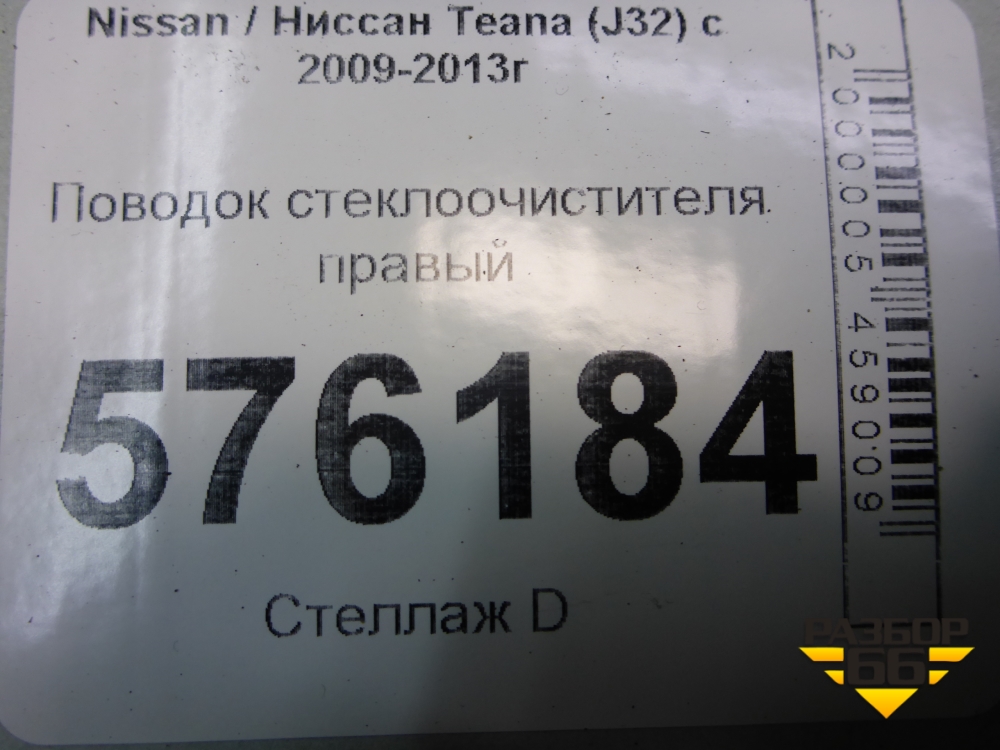 Nissan / Ниссан Teana (J32) с
2009-2013г
Поводок стеклоочистителя
правый
576184
Стеллаж D
2000005459009
РАЗБОР
66